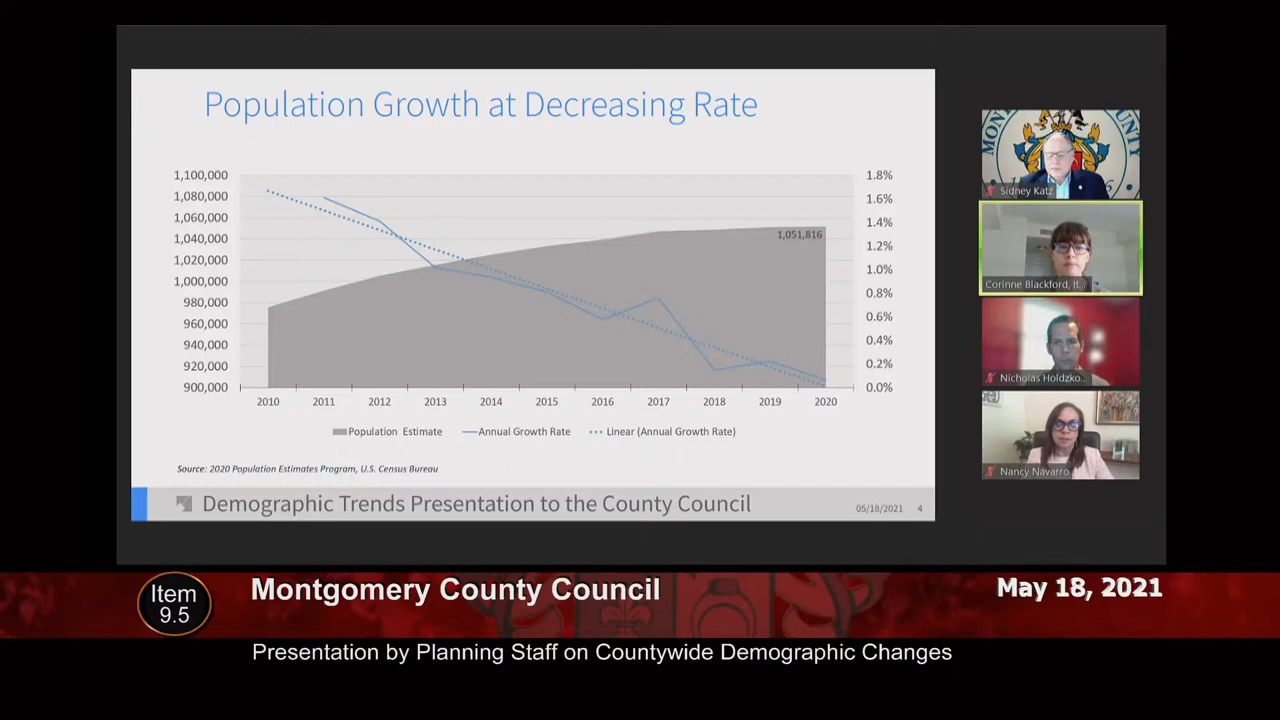 Population Growth at Decreasing Rate
1,100,000
1,080,000
1,060,000
1,040,000
1,020,000
1,000,000
980,000
960,000
940,000
920,000
900,000
1.8%
1.6%
1.4%
1.2%
1.0%
0.8%
0.6%
0.4%
0.2%
0.0%
1,051,816
2010 2011 2012 2013 2014 2015 2016 2017 2018 2019 2020
Population Estimate Annual Growth Rate Linear (Annual Growth Rate)
Source: 2020 Population Estimates Program, U.S. Census Bureau
Demographic Trends Presentation to the County Council
05/18/2021 4
Sidney Katz
Corinne Blackford, It...
Nicholas Holdzko...
Nancy Navarro
Item
9.5
Montgomery County Council
May 18, 2021
Presentation by Planning Staff on Countywide Demographic Changes